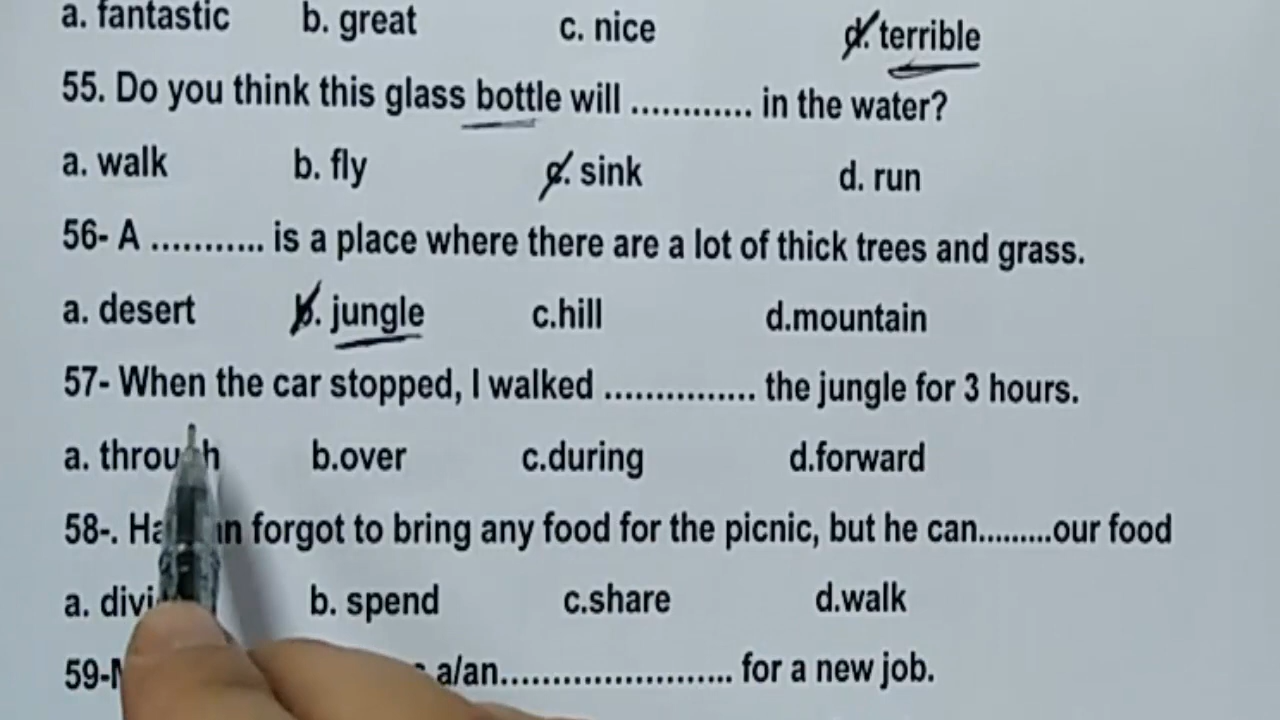 a. fantastic b. great c. nice d. terrible
55. Do you think this glass bottle will ............ in the water?
a. walk b. fly c. sink d. run
56- A ........... is a place where there are a lot of thick trees and grass.
a. desert b. jungle c.hill d.mountain
57- When the car stopped, I walked ............... the jungle for 3 hours.
a. through b.over c.during d.forward
58-. forgot to bring any food for the picnic, but he can.........our food
a. b. spend c.share d.walk
59- a/an....................... for a new job.